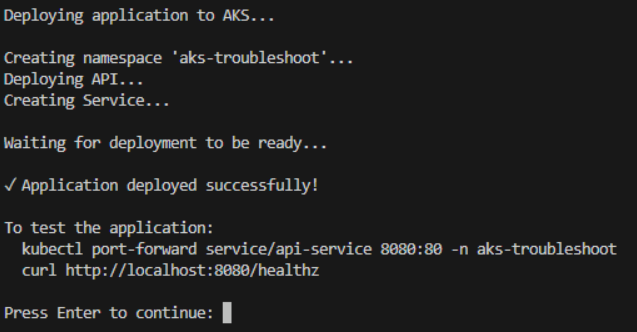 Deploying application to AKS...
Creating namespace 'aks-troubleshoot'...
Deploying API...
Creating Service...
Waiting for deployment to be ready...
✓ Application deployed successfully!
To test the application:
kubectl port-forward service/api-service 8080:80 -n aks-troubleshoot
curl http://localhost:8080/healthz
Press Enter to continue: